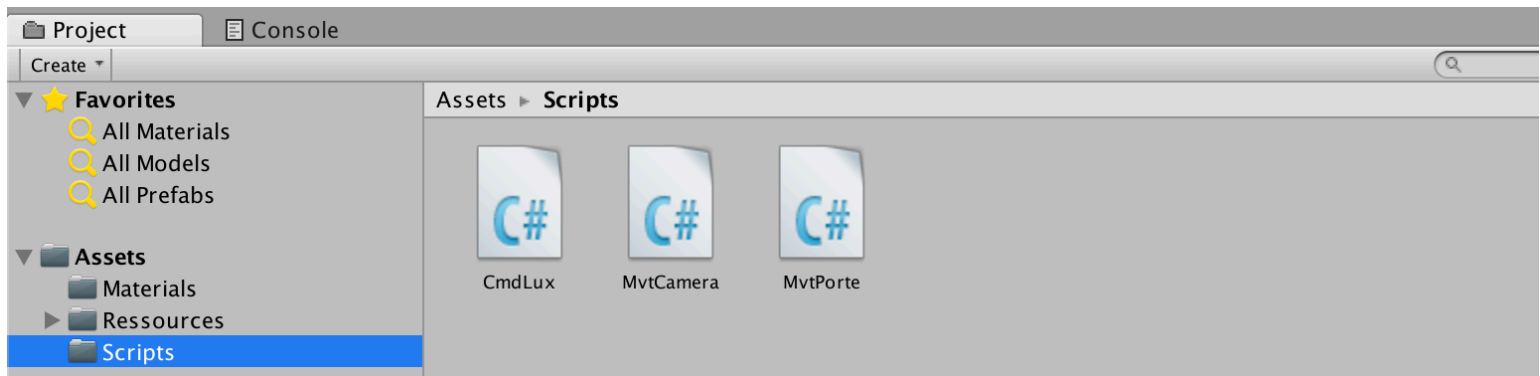 Project
Console
Create
Favorites
All Materials
All Models
All Prefabs
Assets
Materials
Ressources
Scripts
Assets Scripts
C# C# C#
CmdLux MvtCamera MvtPorte